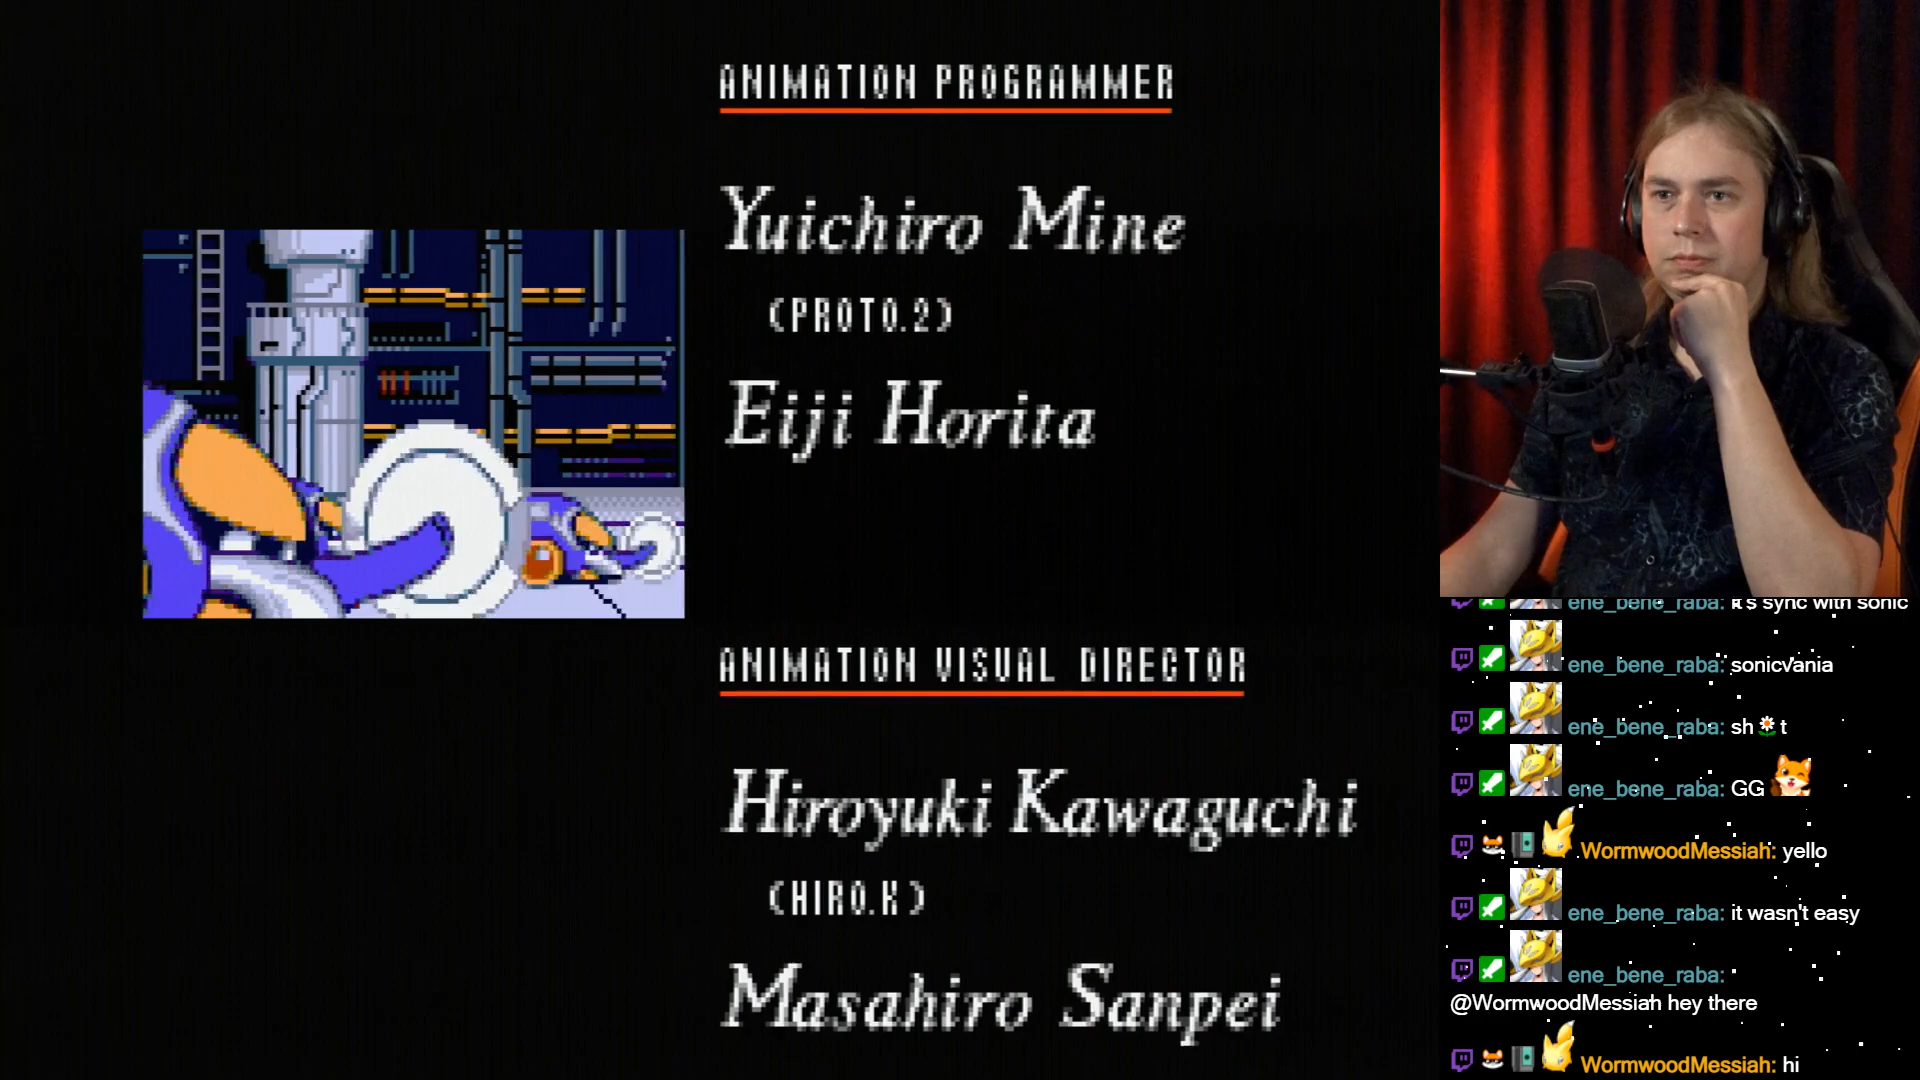 ANIMATION PROGRAMMER
Yuichiro Mine
(PROTO.2)
Eiji Horita
ANIMATION VISUAL DIRECTOR
Hiroyuki Kawaguchi
(HIRO.K)
Masahiro Sanpei
ene_bene_raba: it's sync with sonic
ene_bene_raba: sonicvania
ene_bene_raba: sh🌼t
ene_bene_raba: GG
WormwoodMessiah: yello
ene_bene_raba: it wasn't easy
ene_bene_raba:
@WormwoodMessiah hey there
WormwoodMessiah: hi